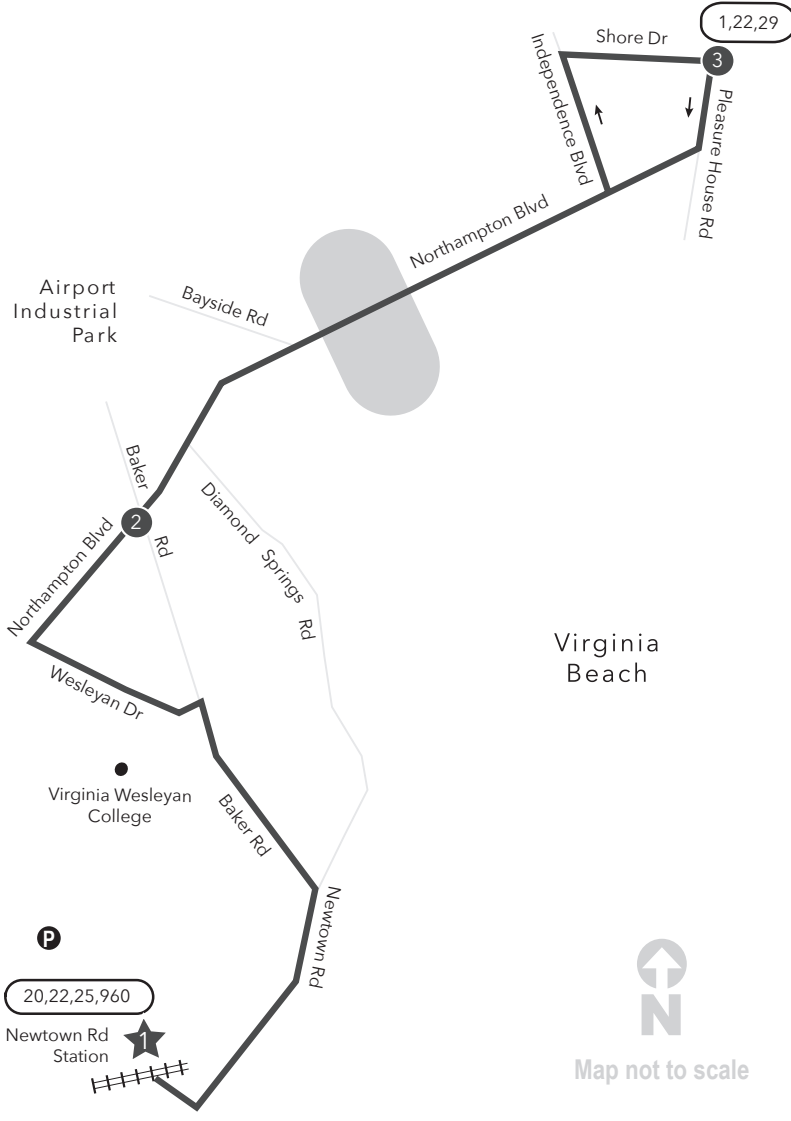 1,22,29
Shore Dr
3
Independence Blvd
Pleasure House Rd
Northampton Blvd
Airport
Industrial
Park
Bayside Rd
Baker
Rd
2
Diamond Springs Rd
Northampton Blvd
Virginia
Beach
Wesleyan Dr
Virginia Wesleyan
College
Baker Rd
Newtown Rd
P
20,22,25,960
Newtown Rd
Station
1
N
Map not to scale